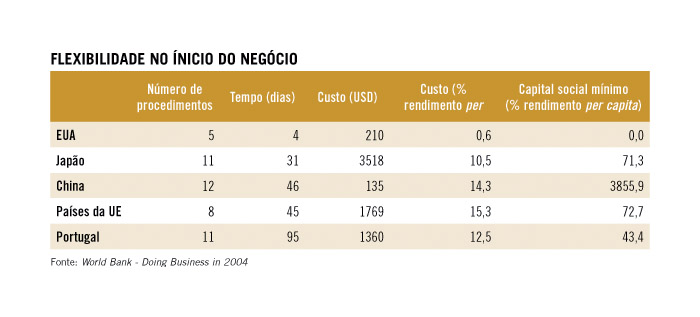 FLEXIBILIDADE NO ÍNICIO DO NEGÓCIO
Número de procedimentos Tempo (dias) Custo (USD) Custo (% rendimento per Capital social mínimo (% rendimento per capita)
EUA 5 4 210 0,6 0,0
Japão 11 31 3518 10,5 71,3
China 12 46 135 14,3 3855,9
Países da UE 8 45 1769 15,3 72,7
Portugal 11 95 1360 12,5 43,4
Fonte: World Bank - Doing Business in 2004